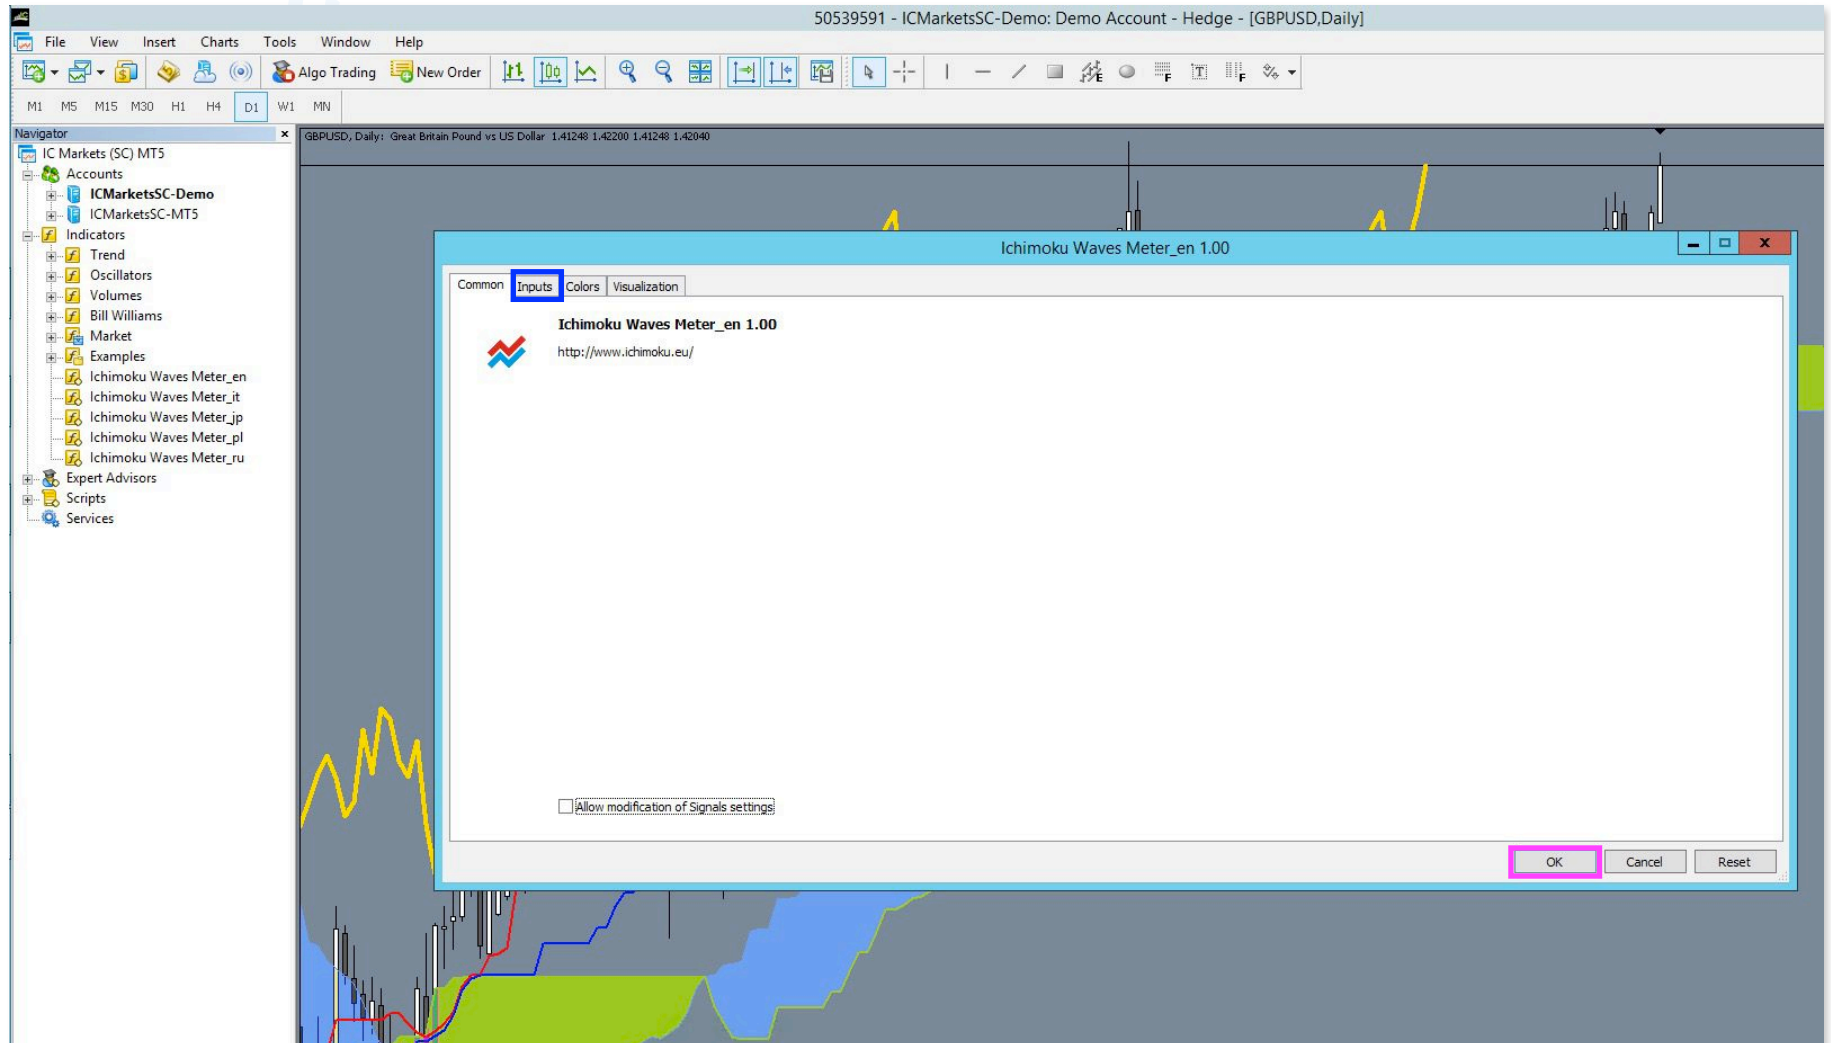 50539591 - ICMarketsSC-Demo: Demo Account - Hedge - [GBPUSD,Daily]
File View Insert Charts Tools Window Help
Algo Trading New Order
M1 M5 M15 M30 H1 H4 D1 W1 MN
Navigator
IC Markets (SC) MT5
Accounts
ICMarketsSC-Demo
ICMarketsSC-MT5
Indicators
Trend
Oscillators
Volumes
Bill Williams
Market
Examples
Ichimoku Waves Meter_en
Ichimoku Waves Meter_it
Ichimoku Waves Meter_jp
Ichimoku Waves Meter_pl
Ichimoku Waves Meter_ru
Expert Advisors
Scripts
Services
GBPUSD, Daily: Great Britain Pound vs US Dollar 1.41248 1.42200 1.41248 1.42040
Ichimoku Waves Meter_en 1.00
Common Inputs Colors Visualization
Ichimoku Waves Meter_en 1.00
http://www.ichimoku.eu/
Allow modification of Signals settings
OK Cancel Reset